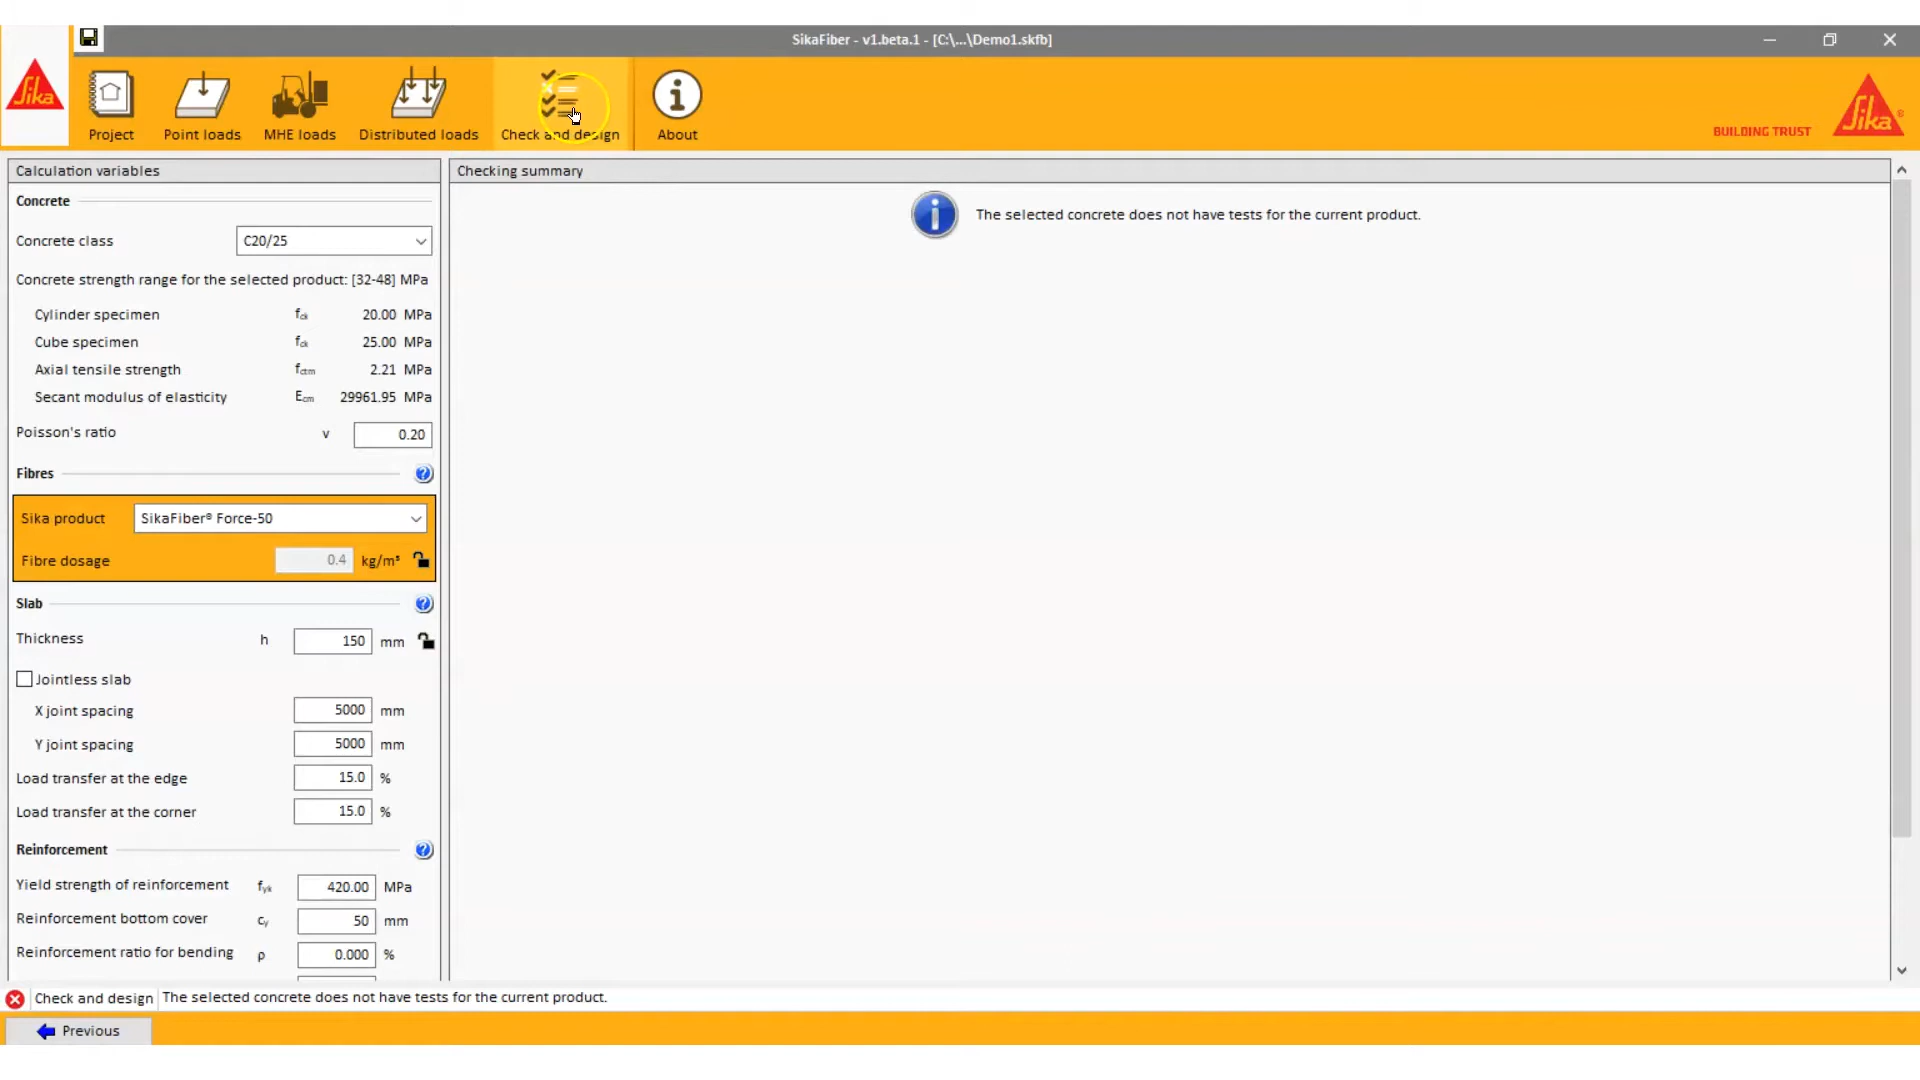 SikaFiber - v1.beta.1 - [C:\...\Demo1.skfb]
Sika
Project
Point loads
MHE loads
Distributed loads
Check and design
About
BUILDING TRUST
Sika®
Calculation variables
Concrete
Concrete class C20/25
Concrete strength range for the selected product: [32-48] MPa
Cylinder specimen fck 20.00 MPa
Cube specimen fck 25.00 MPa
Axial tensile strength fctm 2.21 MPa
Secant modulus of elasticity Ecm 29961.95 MPa
Poisson's ratio v 0.20
Fibres
Sika product SikaFiber® Force-50
Fibre dosage 0.4 kg/m³
Slab
Thickness h 150 mm
Jointless slab
X joint spacing 5000 mm
Y joint spacing 5000 mm
Load transfer at the edge 15.0 %
Load transfer at the corner 15.0 %
Reinforcement
Yield strength of reinforcement fyk 420.00 MPa
Reinforcement bottom cover cy 50 mm
Reinforcement ratio for bending ρ 0.000 %
Checking summary
The selected concrete does not have tests for the current product.
Check and design The selected concrete does not have tests for the current product.
Previous